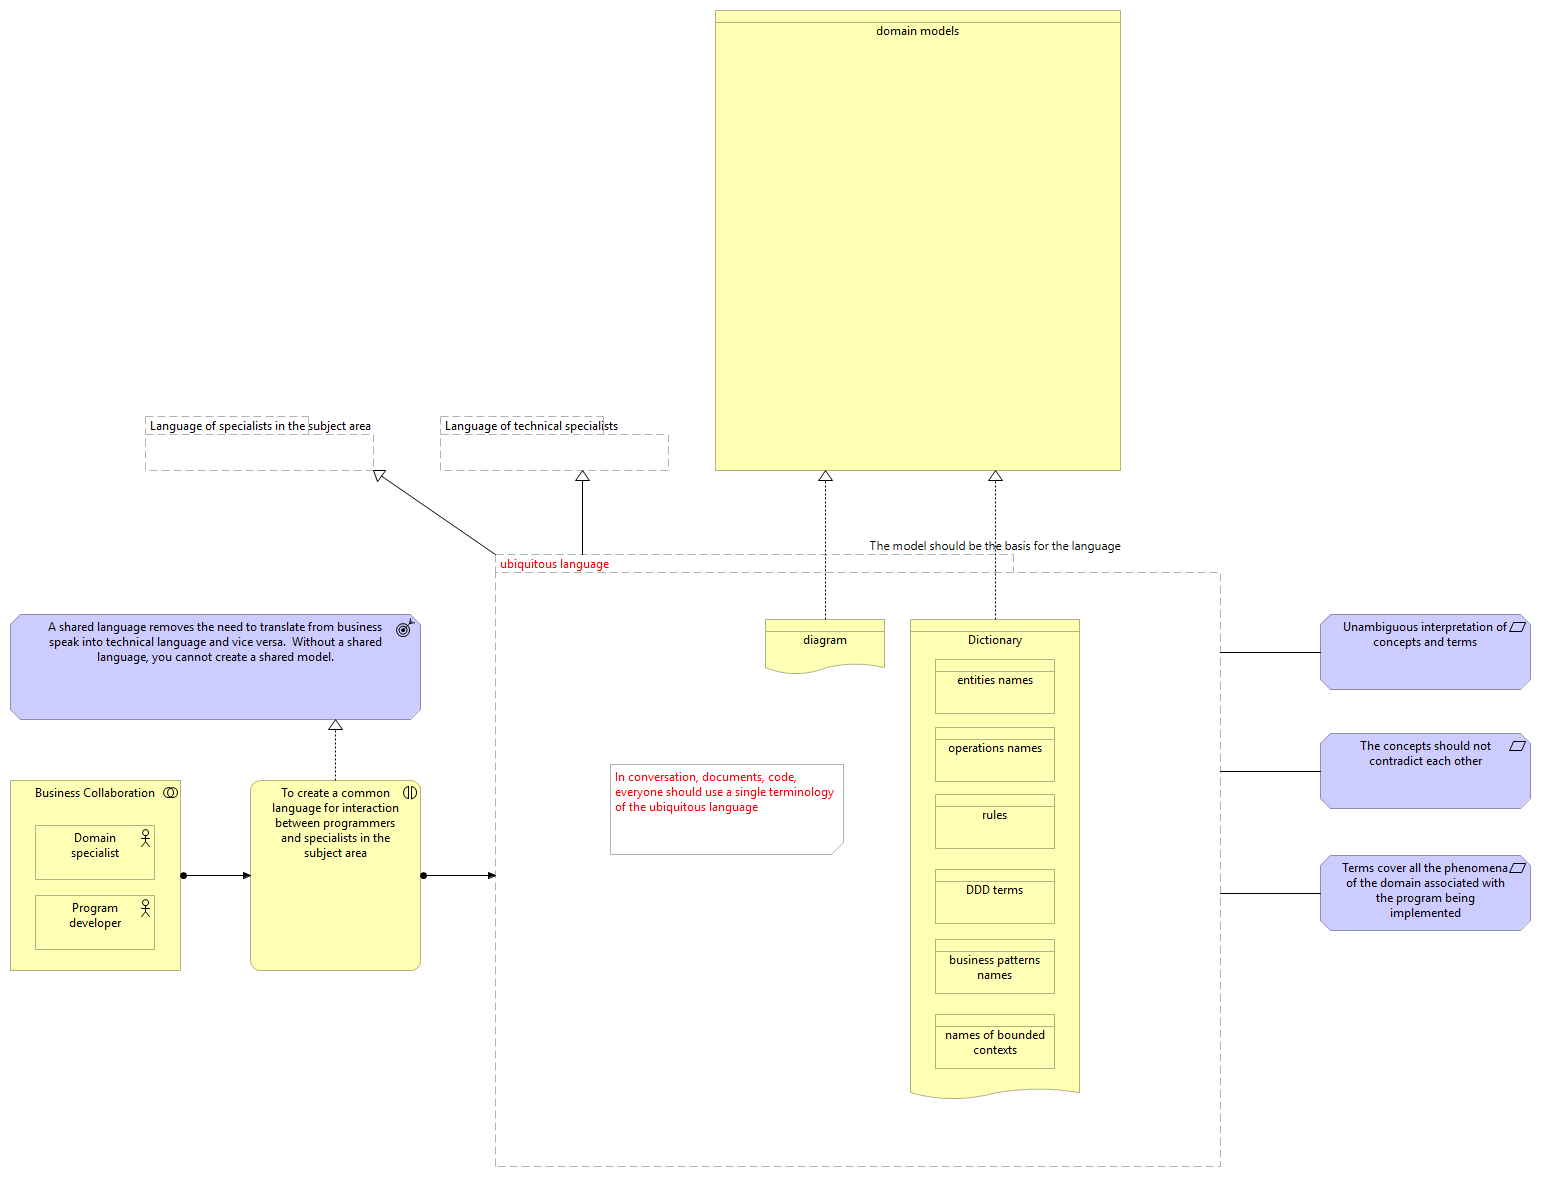 domain models
Language of specialists in the subject area
Language of technical specialists
The model should be the basis for the language
ubiquitous language
A shared language removes the need to translate from business
speak into technical language and vice versa.  Without a shared
language, you cannot create a shared model.
Business Collaboration
Domain
specialist
Program
developer
To create a common
language for interaction
between programmers
and specialists in the
subject area
In conversation, documents, code,
everyone should use a single terminology
of the ubiquitous language
diagram
Dictionary
entities names
operations names
rules
DDD terms
business patterns
names
names of bounded
contexts
Unambiguous interpretation of
concepts and terms
The concepts should not
contradict each other
Terms cover all the phenomena
of the domain associated with
the program being
implemented